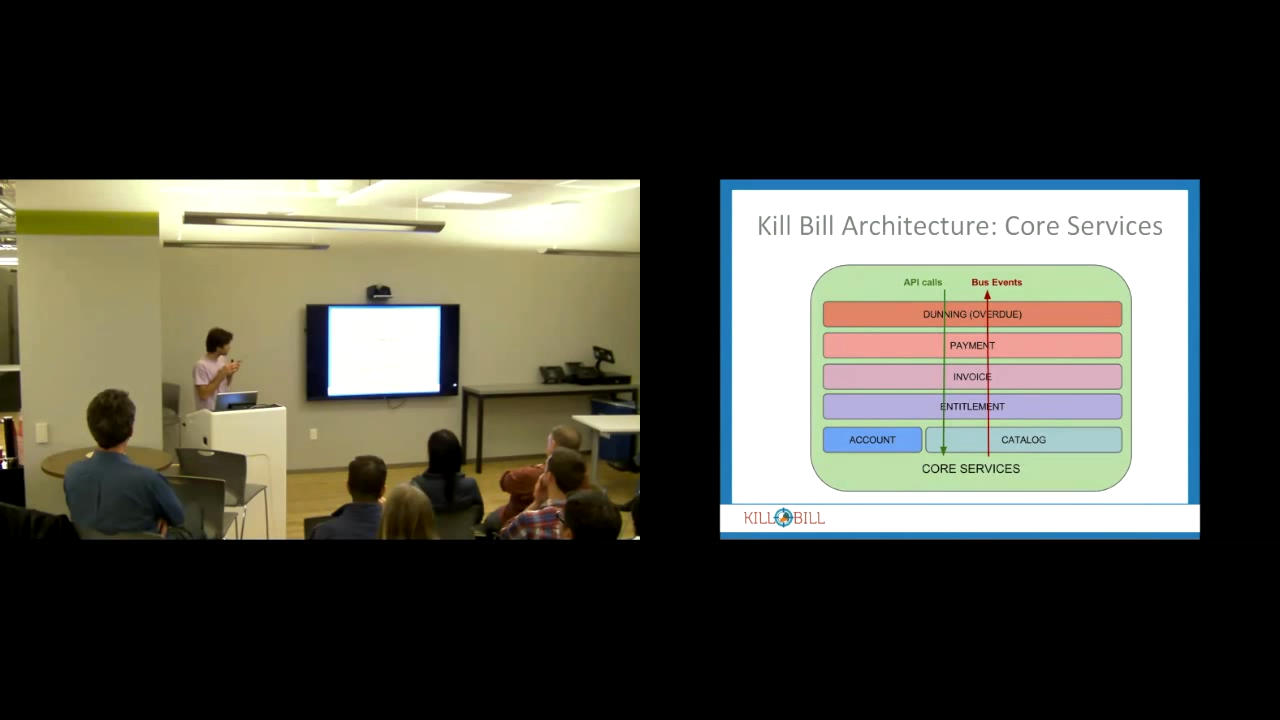 Kill Bill Architecture: Core Services
API calls Bus Events
DUNNING (OVERDUE)
PAYMENT
INVOICE
ENTITLEMENT
ACCOUNT CATALOG
CORE SERVICES
KILL BILL